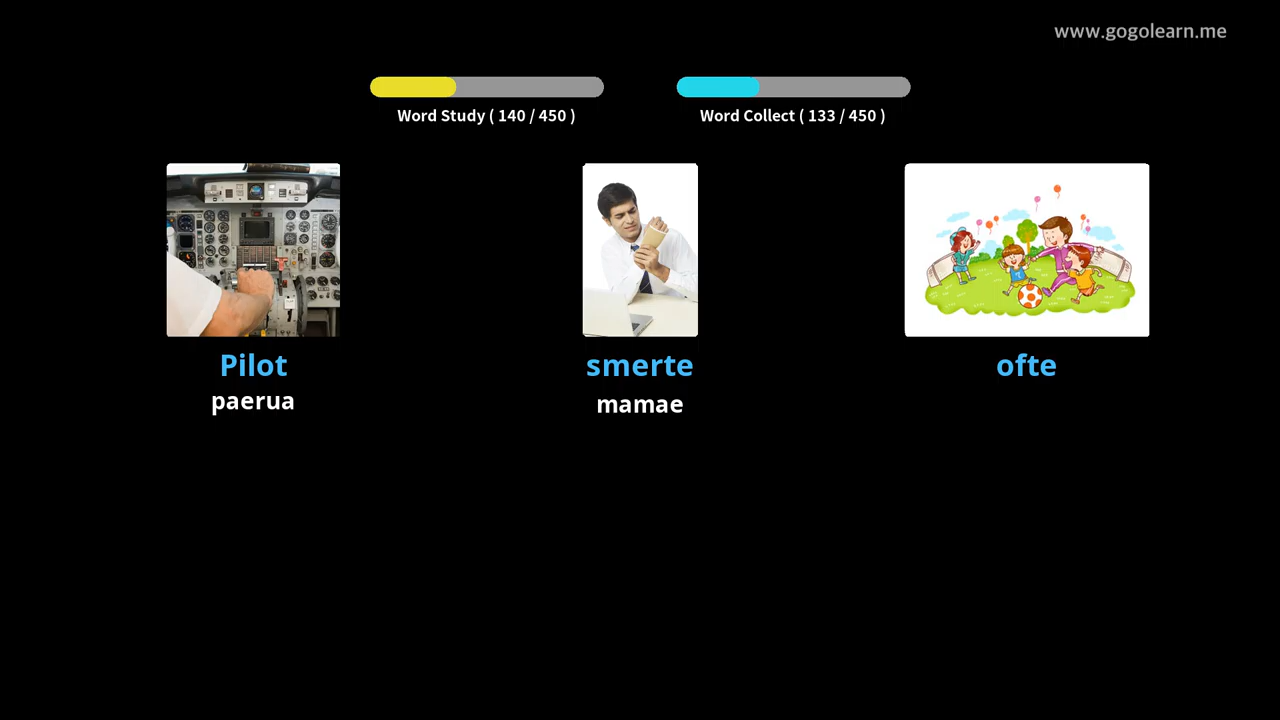 www.gogolearn.me
Word Study ( 140 / 450 )
Word Collect ( 133 / 450 )
Pilot
paerua
smerte
mamae
ofte